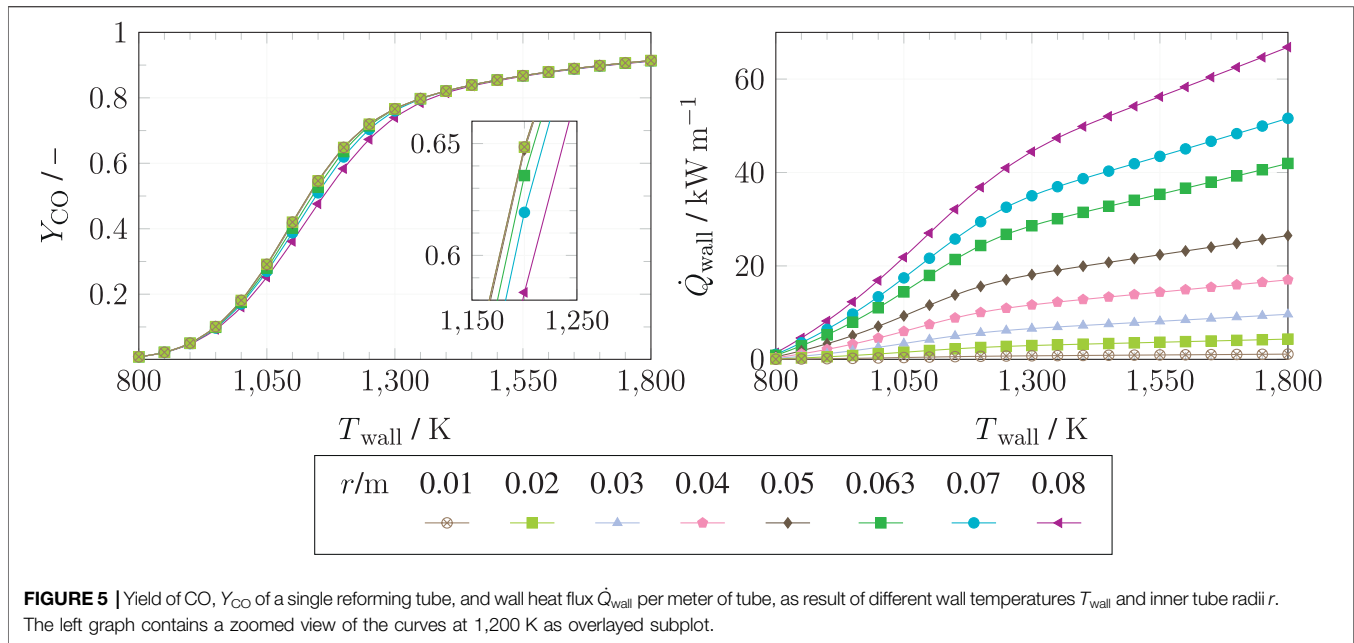 1
0.8
0.6
0.4
0.2
Y_CO / −
800 1,050 1,300 1,550 1,800
T_wall / K
0.65
0.6
1,150 1,250
60
40
20
0
Q̇_wall / kW m⁻¹
800 1,050 1,300 1,550 1,800
T_wall / K
r/m 0.01 0.02 0.03 0.04 0.05 0.063 0.07 0.08
FIGURE 5 | Yield of CO, Y_CO of a single reforming tube, and wall heat flux Q̇_wall per meter of tube, as result of different wall temperatures T_wall and inner tube radii r.
The left graph contains a zoomed view of the curves at 1,200 K as overlayed subplot.